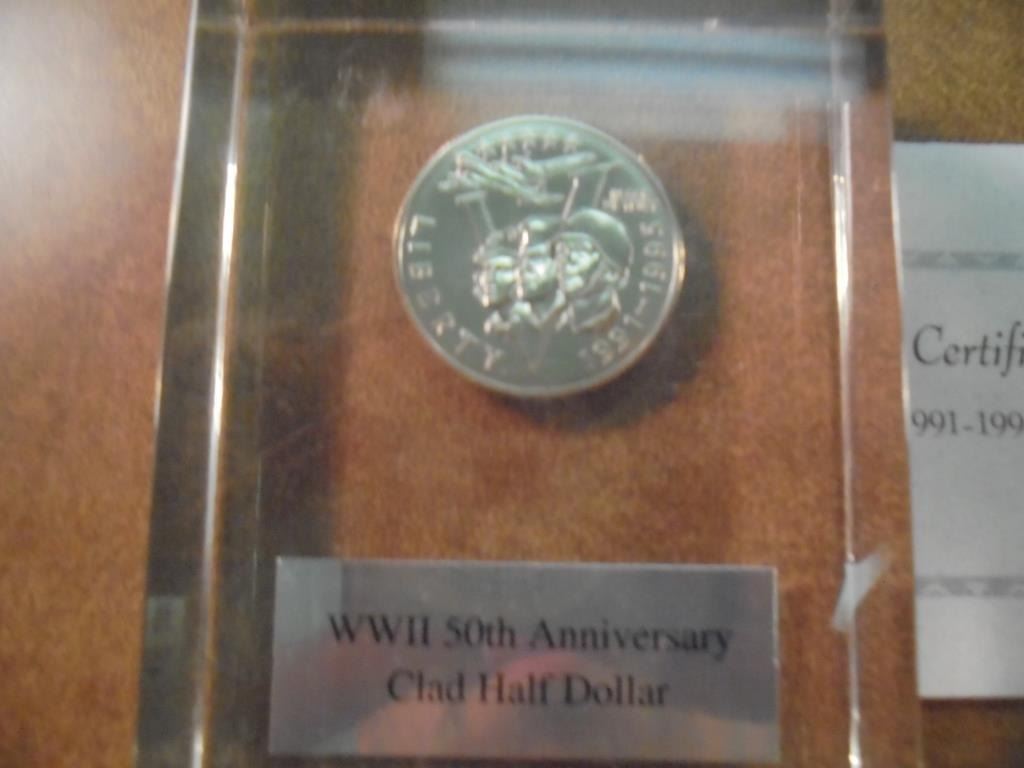 LIBERTY
1991-1995
WWII 50th Anniversary
Clad Half Dollar
Certifi
991-199